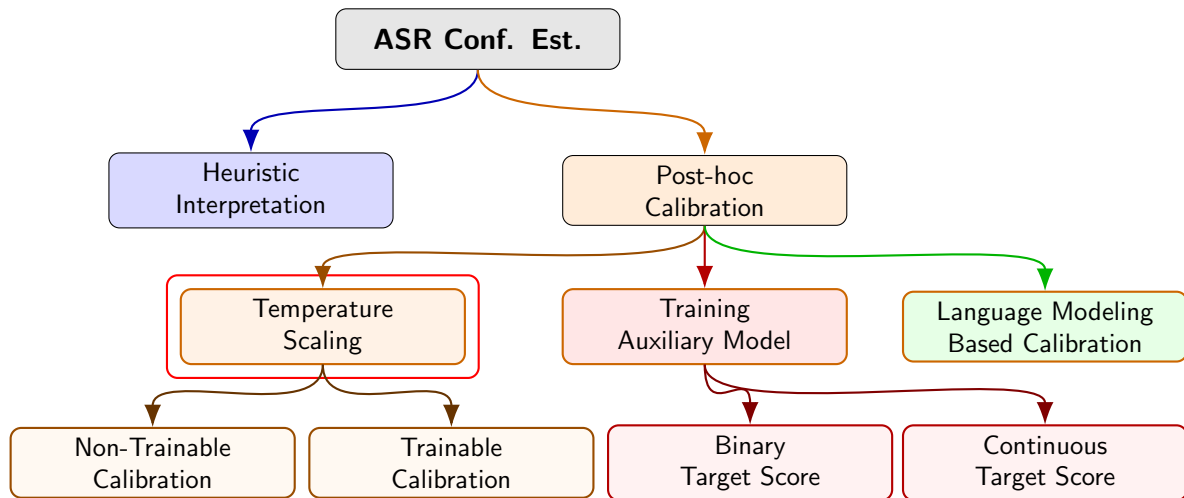 ASR Conf. Est.
Heuristic
Interpretation
Post-hoc
Calibration
Temperature
Scaling
Training
Auxiliary Model
Language Modeling
Based Calibration
Non-Trainable
Calibration
Trainable
Calibration
Binary
Target Score
Continuous
Target Score